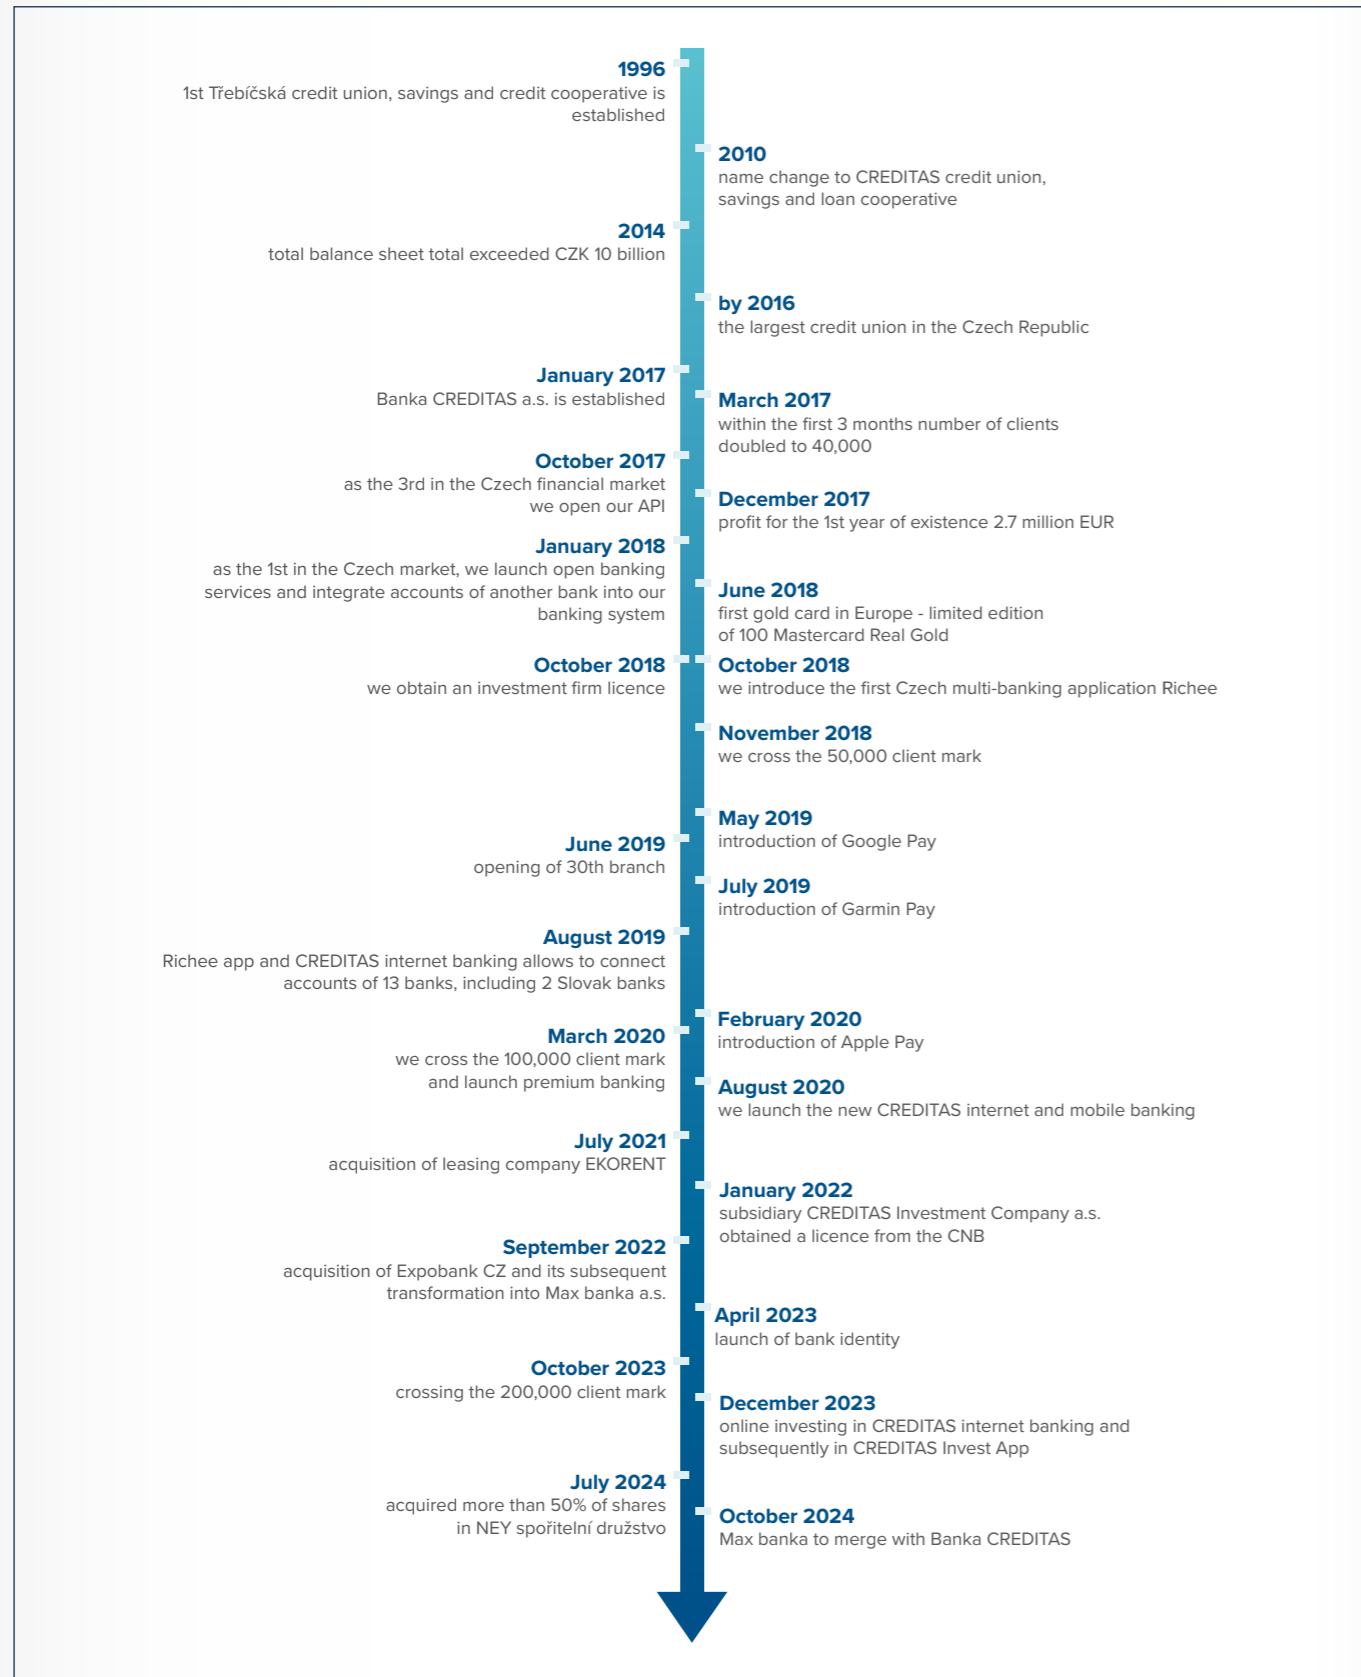 1996
1st Třebíčská credit union, savings and credit cooperative is
established
2010
name change to CREDITAS credit union,
savings and loan cooperative
2014
total balance sheet total exceeded CZK 10 billion
by 2016
the largest credit union in the Czech Republic
January 2017
Banka CREDITAS a.s. is established
March 2017
within the first 3 months number of clients
doubled to 40,000
October 2017
as the 3rd in the Czech financial market
we open our API
December 2017
profit for the 1st year of existence 2.7 million EUR
January 2018
as the 1st in the Czech market, we launch open banking
services and integrate accounts of another bank into our
banking system
June 2018
first gold card in Europe - limited edition
of 100 Mastercard Real Gold
October 2018
we obtain an investment firm licence
October 2018
we introduce the first Czech multi-banking application Richee
November 2018
we cross the 50,000 client mark
May 2019
introduction of Google Pay
June 2019
opening of 30th branch
July 2019
introduction of Garmin Pay
August 2019
Richee app and CREDITAS internet banking allows to connect
accounts of 13 banks, including 2 Slovak banks
February 2020
introduction of Apple Pay
March 2020
we cross the 100,000 client mark
and launch premium banking
August 2020
we launch the new CREDITAS internet and mobile banking
July 2021
acquisition of leasing company EKORENT
January 2022
subsidiary CREDITAS Investment Company a.s.
obtained a licence from the CNB
September 2022
acquisition of Expobank CZ and its subsequent
transformation into Max banka a.s.
April 2023
launch of bank identity
October 2023
crossing the 200,000 client mark
December 2023
online investing in CREDITAS internet banking and
subsequently in CREDITAS Invest App
July 2024
acquired more than 50% of shares
in NEY spořitelní družstvo
October 2024
Max banka to merge with Banka CREDITAS